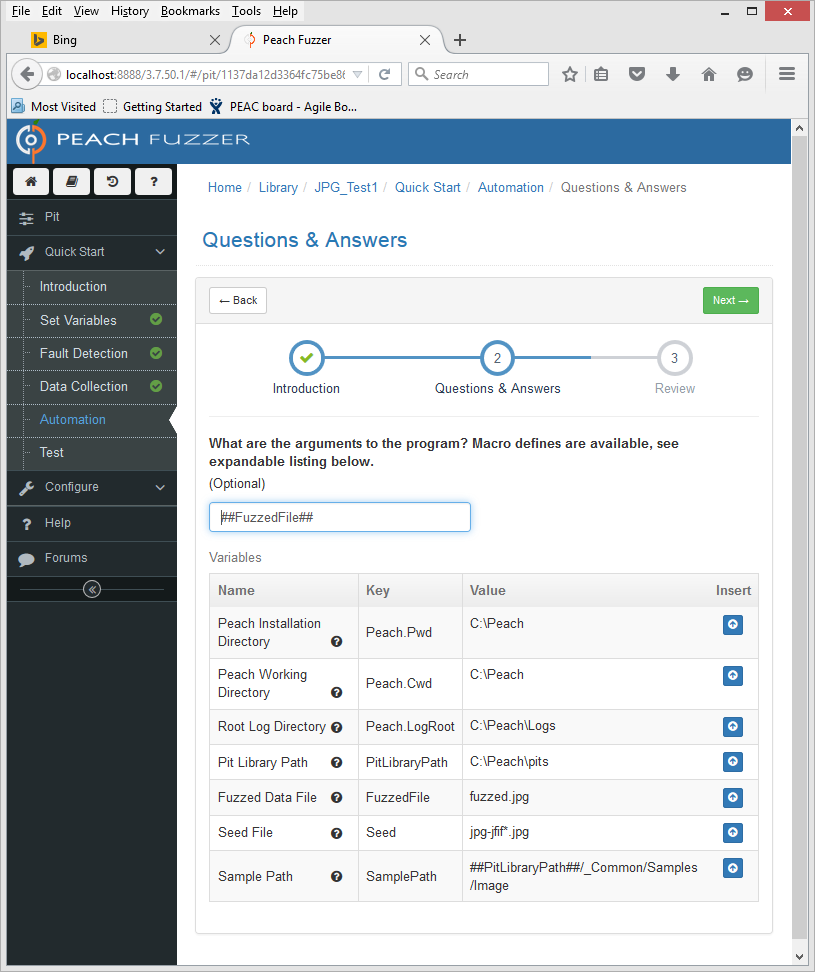 File Edit View History Bookmarks Tools Help
Bing
Peach Fuzzer
localhost:8888/3.7.50.1/#/pit/1137da12d3364fc75be86
Search
Most Visited
Getting Started
PEAC board - Agile Bo...
PEACH FUZZER
Home / Library / JPG_Test1 / Quick Start / Automation / Questions & Answers
Pit
Quick Start
Introduction
Set Variables
Fault Detection
Data Collection
Automation
Test
Configure
Help
Forums
Questions & Answers
← Back
Next →
2
3
Introduction
Questions & Answers
Review
What are the arguments to the program? Macro defines are available, see
expandable listing below.
(Optional)
##FuzzedFile##
Variables
Name Key Value Insert
Peach Installation
Directory
Peach.Pwd
C:\Peach
Peach Working
Directory
Peach.Cwd
C:\Peach
Root Log Directory Peach.LogRoot C:\Peach\Logs
Pit Library Path PitLibraryPath C:\Peach\pits
Fuzzed Data File FuzzedFile fuzzed.jpg
Seed File Seed jpg-jfif*.jpg
Sample Path SamplePath
##PitLibraryPath##/_Common/Samples
/Image